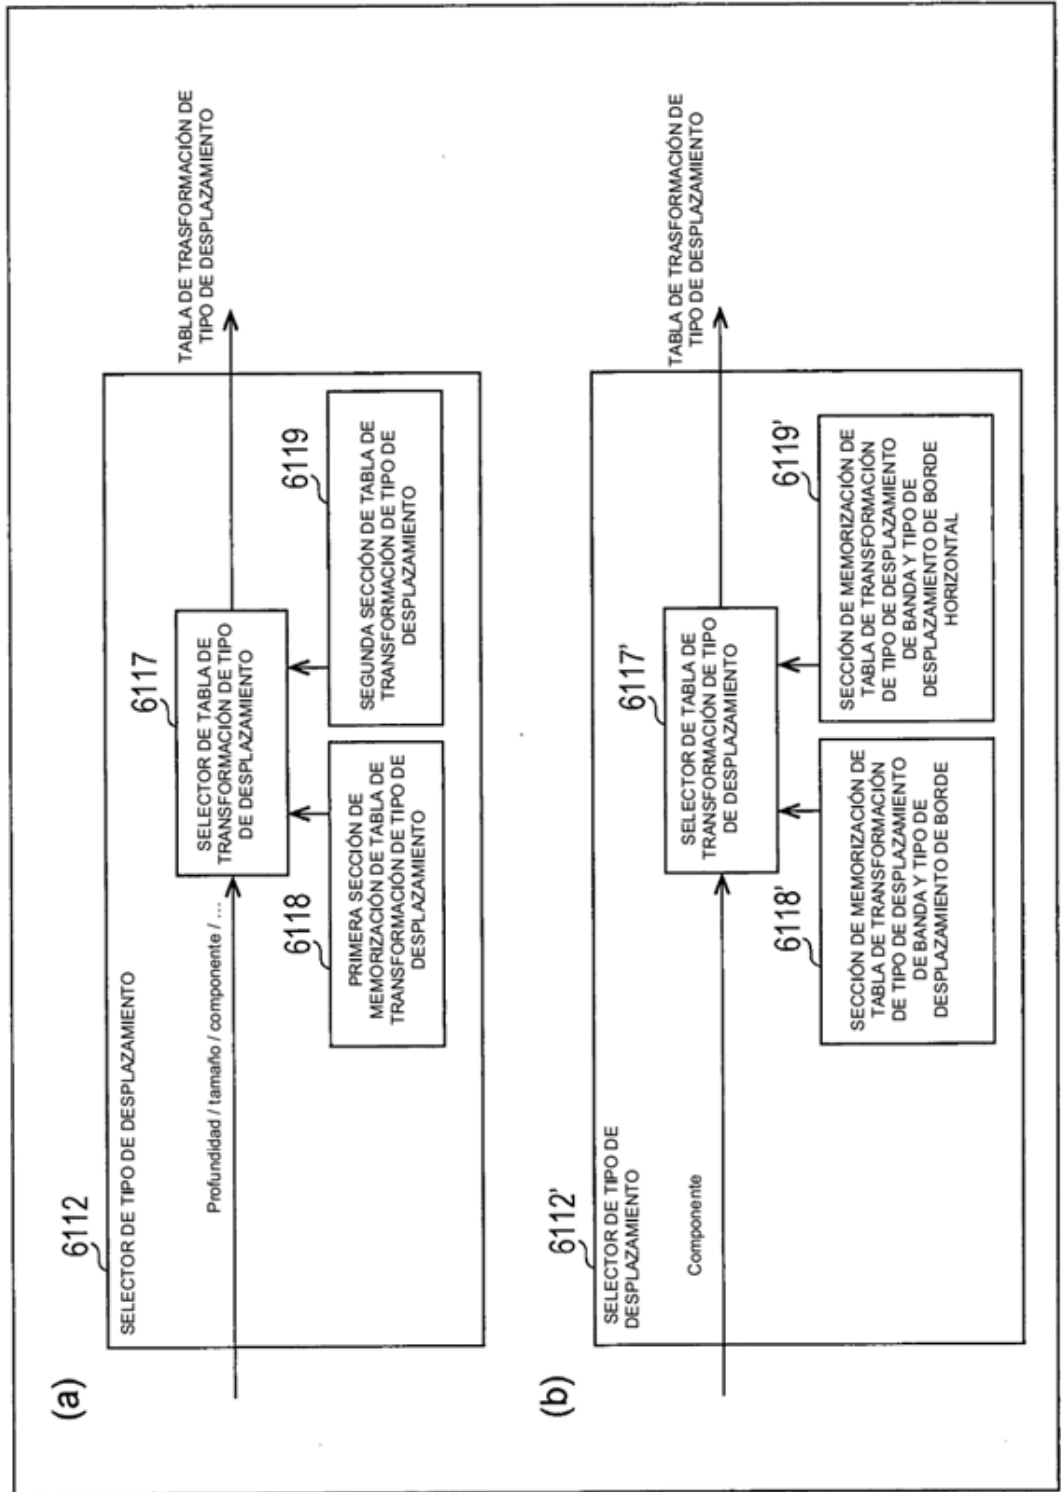 (a)
6112
SELECTOR DE TIPO DE DESPLAZAMIENTO
Profundidad / tamaño / componente / ...
6117
SELECTOR DE TABLA DE
TRANSFORMACIÓN DE TIPO
DE DESPLAZAMIENTO
6118
PRIMERA SECCIÓN DE
MEMORIZACIÓN DE TABLA DE
TRANSFORMACIÓN DE TIPO DE
DESPLAZAMIENTO
6119
SEGUNDA SECCIÓN DE TABLA DE
TRANSFORMACIÓN DE TIPO DE
DESPLAZAMIENTO
TABLA DE TRASFORMACIÓN DE
TIPO DE DESPLAZAMIENTO
(b)
6112'
SELECTOR DE TIPO DE
DESPLAZAMIENTO
Componente
6117'
SELECTOR DE TABLA DE
TRANSFORMACIÓN DE TIPO
DE DESPLAZAMIENTO
6118'
SECCIÓN DE MEMORIZACIÓN DE
TABLA DE TRANSFORMACIÓN
DE TIPO DE DESPLAZAMIENTO
DE BANDA Y TIPO DE
DESPLAZAMIENTO DE BORDE
6119'
SECCIÓN DE MEMORIZACIÓN DE
TABLA DE TRANSFORMACIÓN
DE TIPO DE DESPLAZAMIENTO
DE BANDA Y TIPO DE
DESPLAZAMIENTO DE BORDE
HORIZONTAL
TABLA DE TRASFORMACIÓN DE
TIPO DE DESPLAZAMIENTO